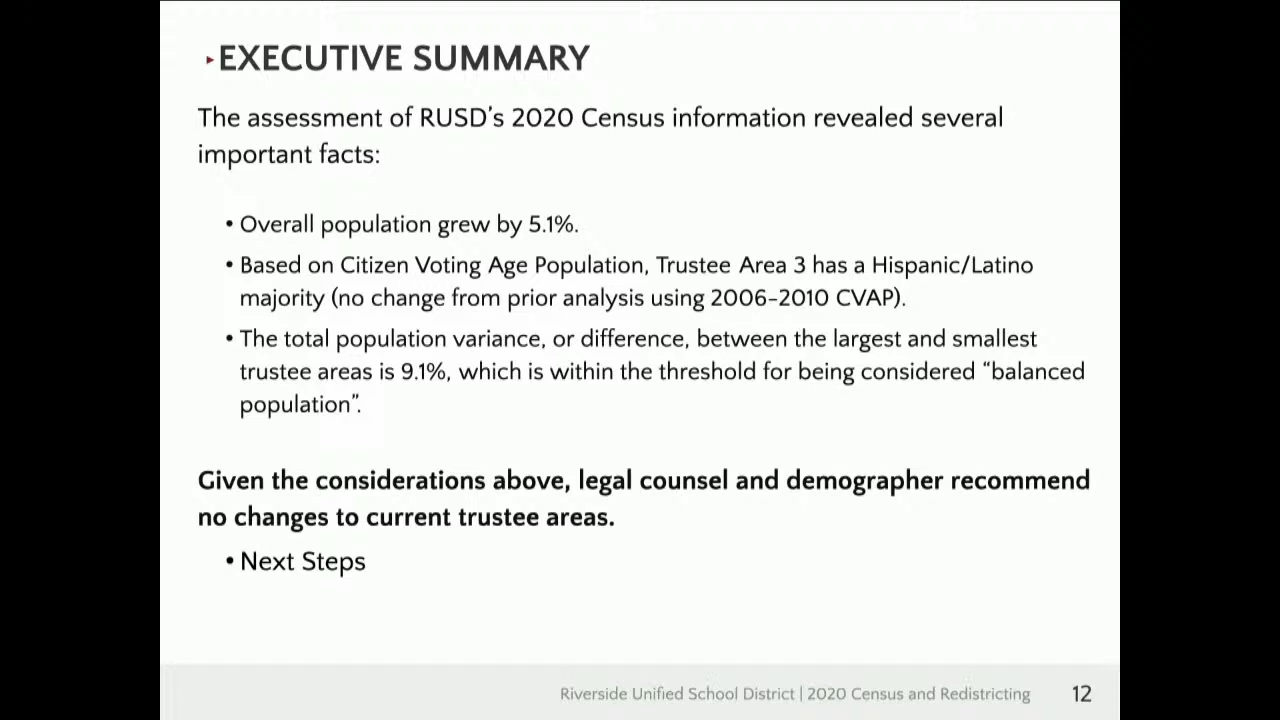 EXECUTIVE SUMMARY
The assessment of RUSD’s 2020 Census information revealed several
important facts:
• Overall population grew by 5.1%.
• Based on Citizen Voting Age Population, Trustee Area 3 has a Hispanic/Latino
majority (no change from prior analysis using 2006–2010 CVAP).
• The total population variance, or difference, between the largest and smallest
trustee areas is 9.1%, which is within the threshold for being considered “balanced
population”.
Given the considerations above, legal counsel and demographer recommend
no changes to current trustee areas.
• Next Steps
Riverside Unified School District | 2020 Census and Redistricting 12